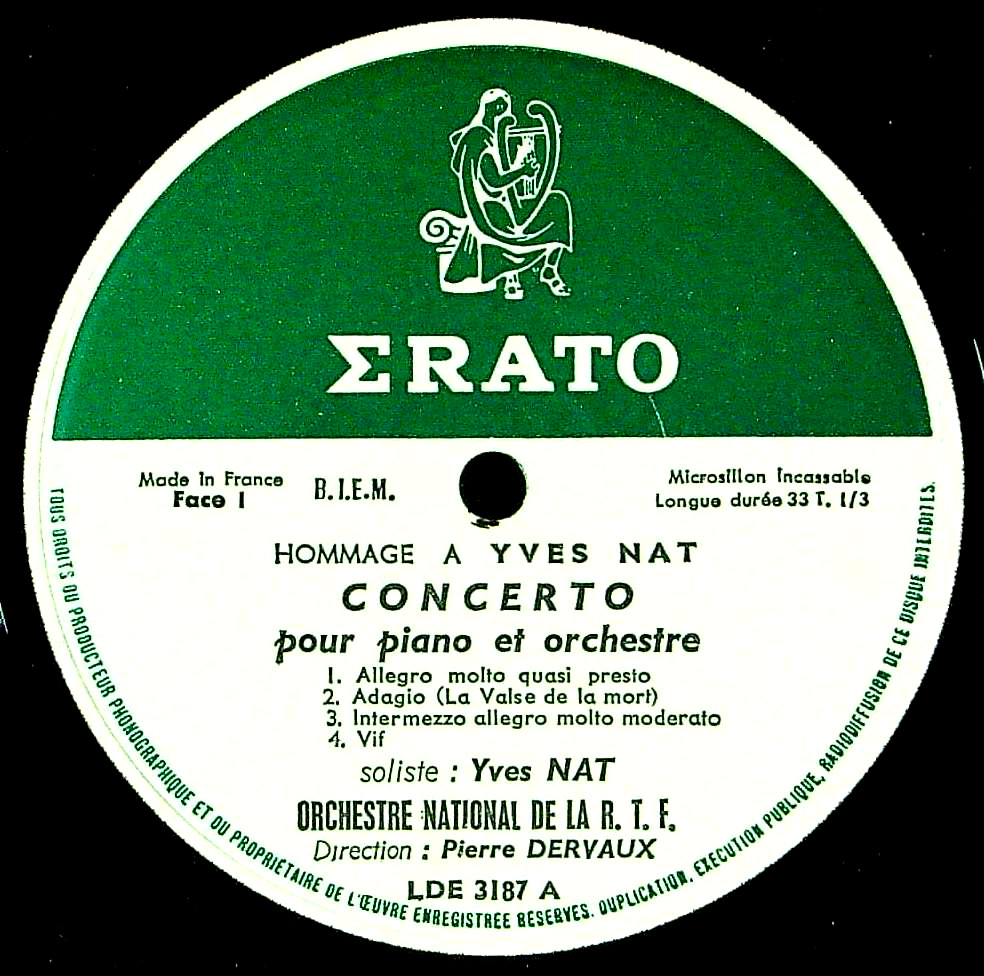 ΣRATO
Made in France
Face 1
B.I.E.M.
Microsillon incassable
Longue durée 33 T. 1/3
HOMMAGE A YVES NAT
CONCERTO
pour piano et orchestre
1. Allegro molto quasi presto
2. Adagio (La Valse de la mort)
3. Intermezzo allegro molto moderato
4. Vif
soliste : Yves NAT
ORCHESTRE NATIONAL DE LA R. T. F.
Direction : Pierre DERVAUX
LDE 3187 A
TOUS DROITS DU PRODUCTEUR PHONOGRAPHIQUE ET DU PROPRIETAIRE DE L'ŒUVRE ENREGISTREE RESERVES. DUPLICATION, EXECUTION PUBLIQUE, RADIODIFFUSION DE CE DISQUE INTERDITES.